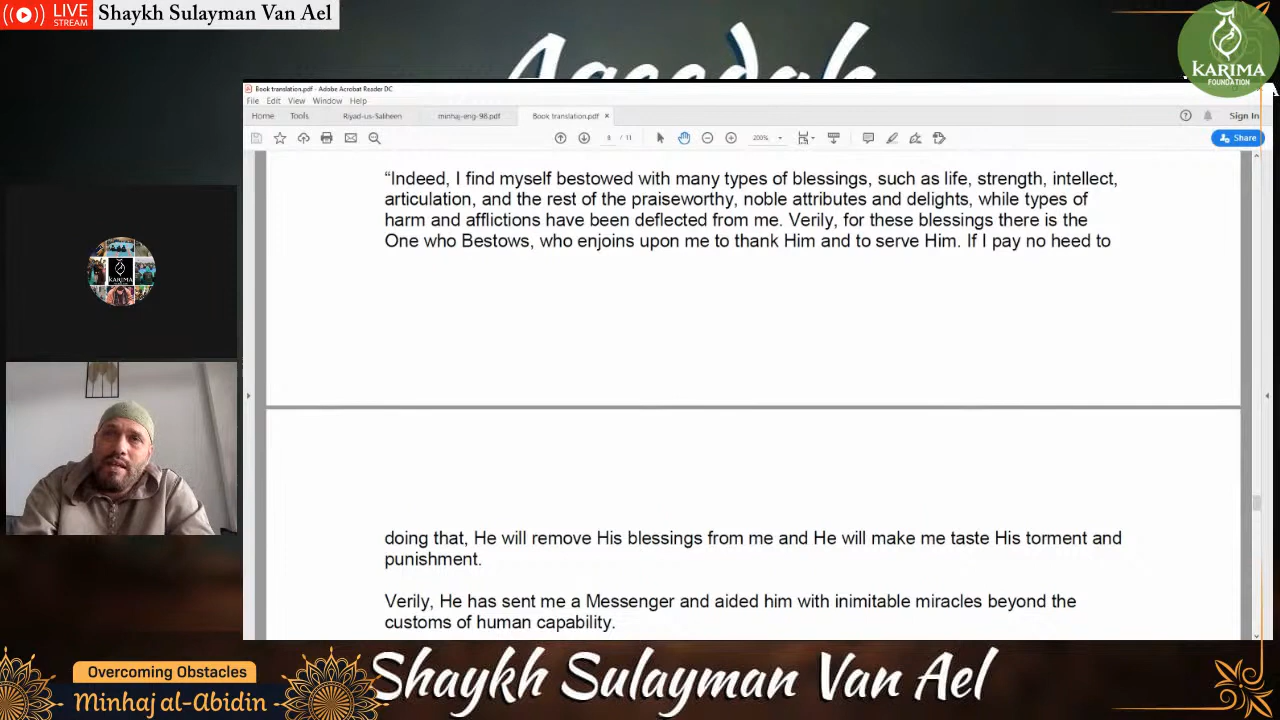 LIVE
STREAM
Shaykh Sulayman Van Ael
Aqeedah
KARIMA
FOUNDATION
Book translation.pdf - Adobe Acrobat Reader DC
File Edit View Window Help
Home Tools Riyad-us-Saliheen minhaj-eng-98.pdf Book translation.pdf × Sign In
/ 11 200% Share
“Indeed, I find myself bestowed with many types of blessings, such as life, strength, intellect,
articulation, and the rest of the praiseworthy, noble attributes and delights, while types of
harm and afflictions have been deflected from me. Verily, for these blessings there is the
One who Bestows, who enjoins upon me to thank Him and to serve Him. If I pay no heed to
KARIMA
doing that, He will remove His blessings from me and He will make me taste His torment and
punishment.
Verily, He has sent me a Messenger and aided him with inimitable miracles beyond the
customs of human capability.
Overcoming Obstacles
Minhaj al-Abidin
Shaykh Sulayman Van Ael